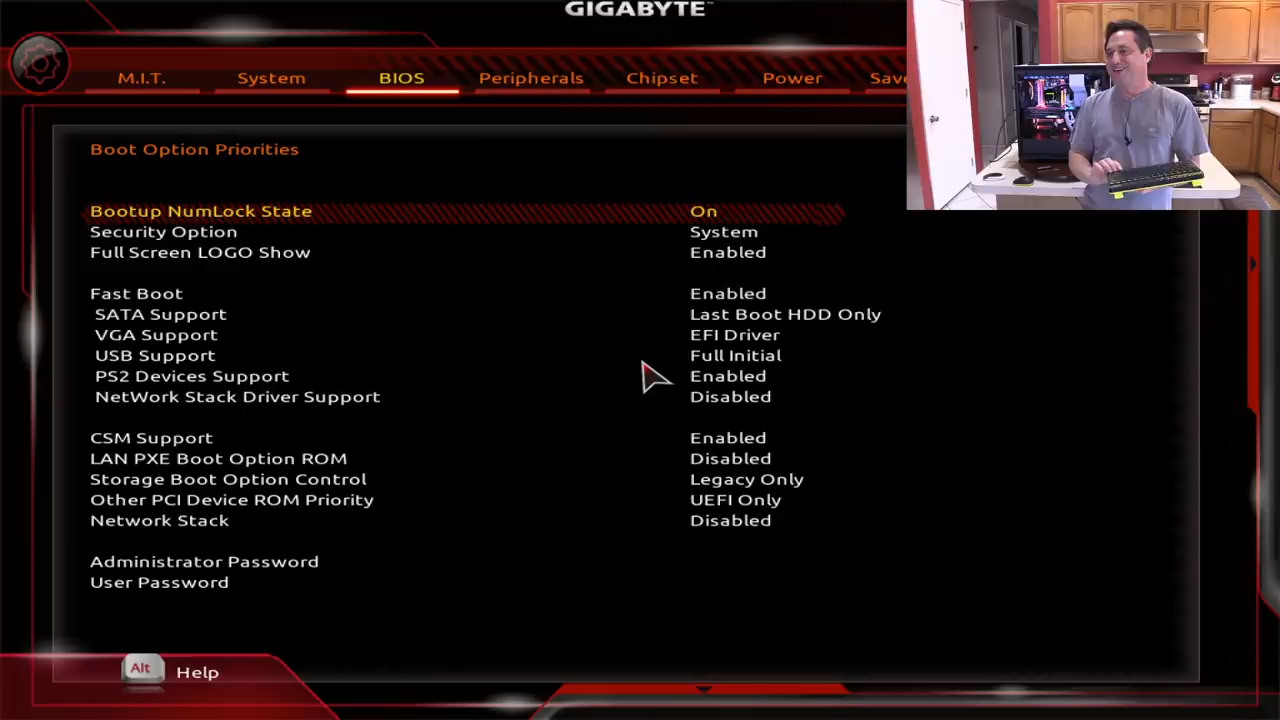 GIGABYTE™
M.I.T. System BIOS Peripherals Chipset Power Save
Boot Option Priorities
Bootup NumLock State On
Security Option System
Full Screen LOGO Show Enabled
Fast Boot Enabled
SATA Support Last Boot HDD Only
VGA Support EFI Driver
USB Support Full Initial
PS2 Devices Support Enabled
NetWork Stack Driver Support Disabled
CSM Support Enabled
LAN PXE Boot Option ROM Disabled
Storage Boot Option Control Legacy Only
Other PCI Device ROM Priority UEFI Only
Network Stack Disabled
Administrator Password
User Password
Alt Help